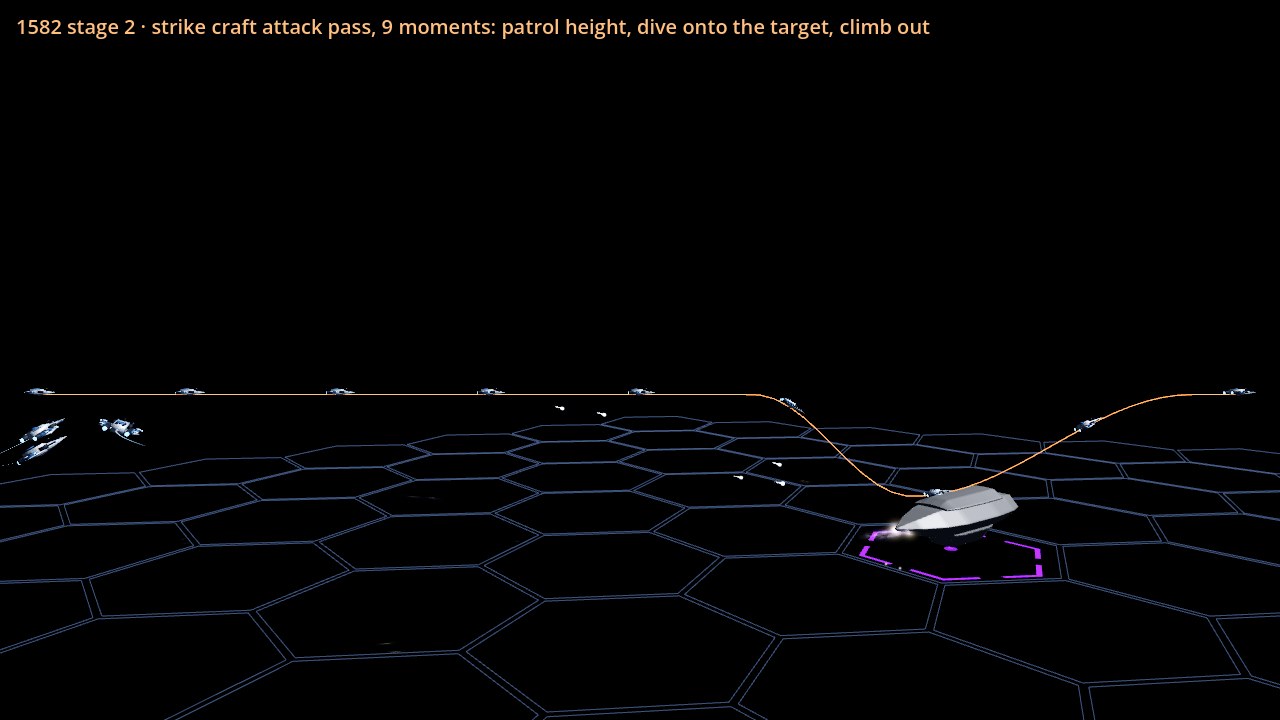 1582 stage 2 · strike craft attack pass, 9 moments: patrol height, dive onto the target, climb out